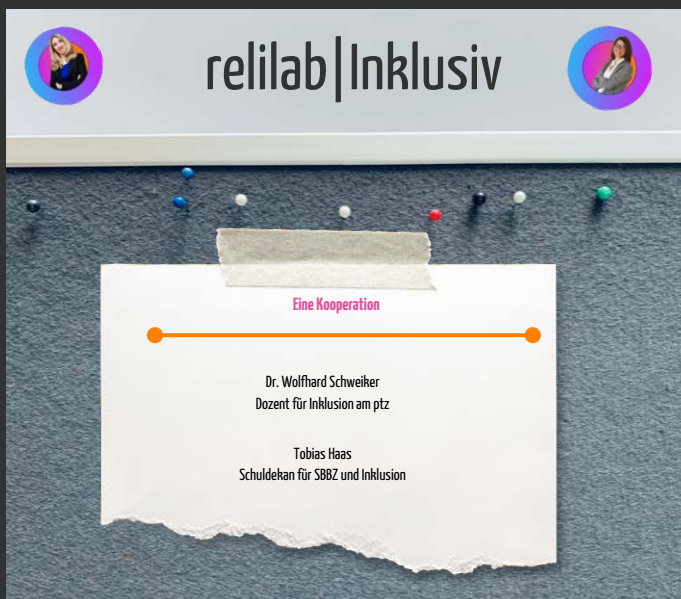 relilab|Inklusiv
Eine Kooperation
Dr. Wolfhard Schweiker
Dozent für Inklusion am ptz
Tobias Haas
Schuldekan für SBBZ und Inklusion